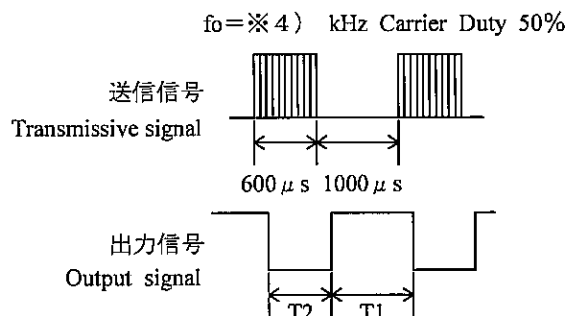 fo=※4) kHz Carrier Duty 50%
送信信号
Transmissive signal
600μs 1000μs
出力信号
Output signal
T2 T1